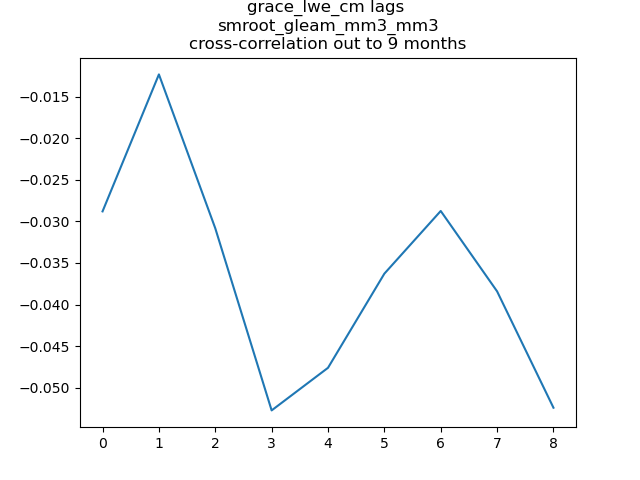 grace_lwe_cm lags
smroot_gleam_mm3_mm3
cross-correlation out to 9 months
−0.015
−0.020
−0.025
−0.030
−0.035
−0.040
−0.045
−0.050
0 1 2 3 4 5 6 7 8